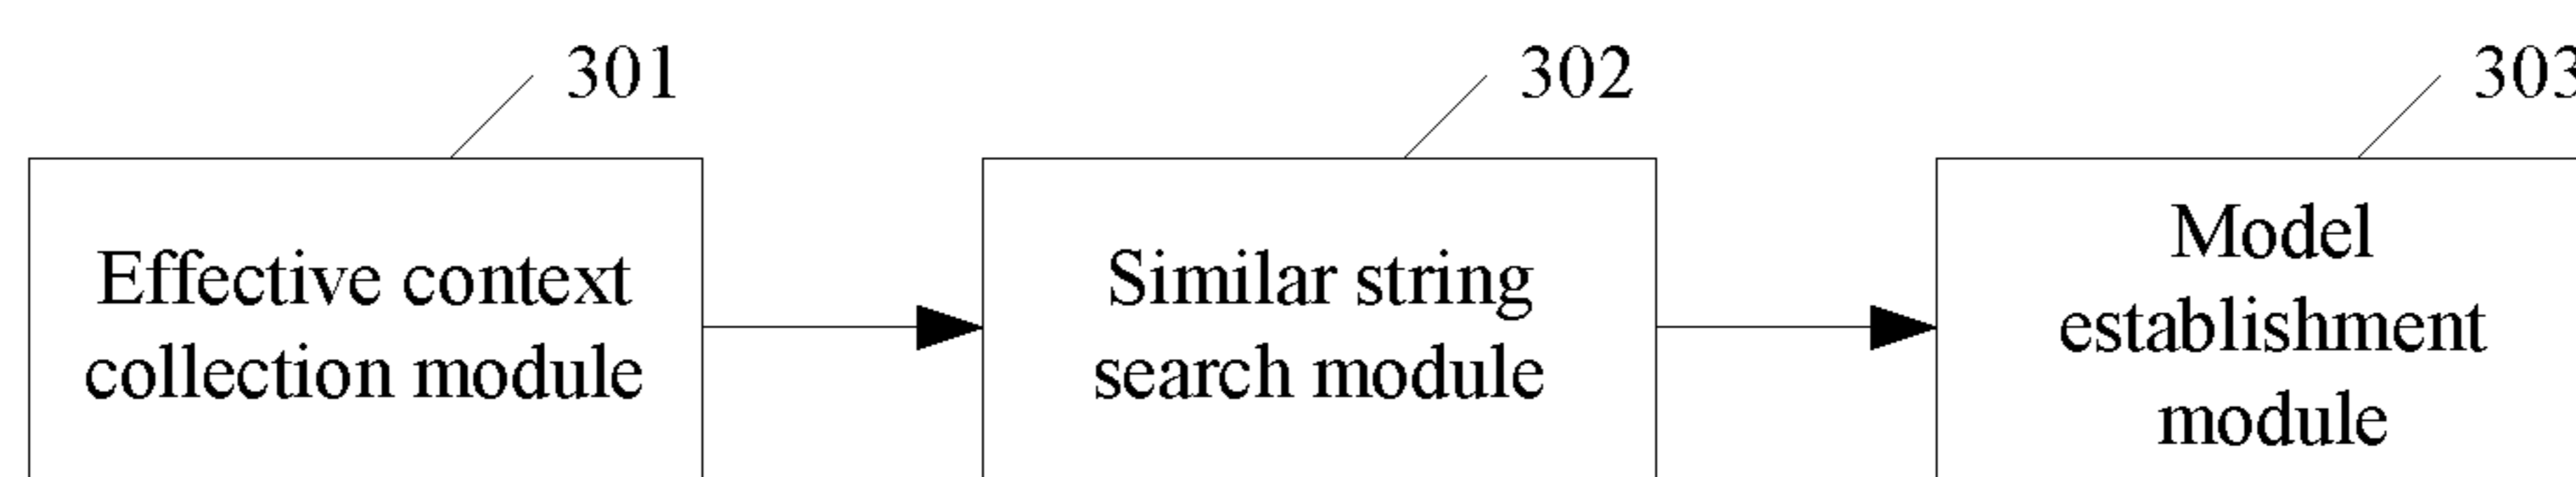 301
302
303
Effective context
collection module
Similar string
search module
Model
establishment
module